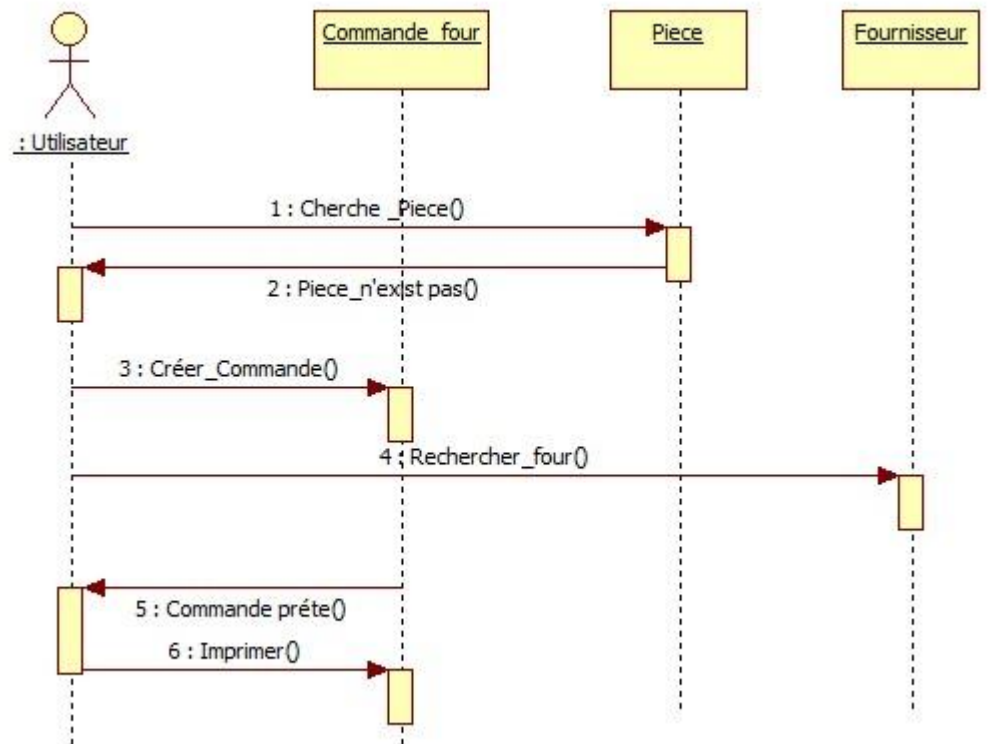 Commande_four
Piece
Fournisseur
: Utilisateur
1 : Cherche _Piece()
2 : Piece_n'exist pas()
3 : Créer_Commande()
4 : Rechercher_four()
5 : Commande préte()
6 : Imprimer()